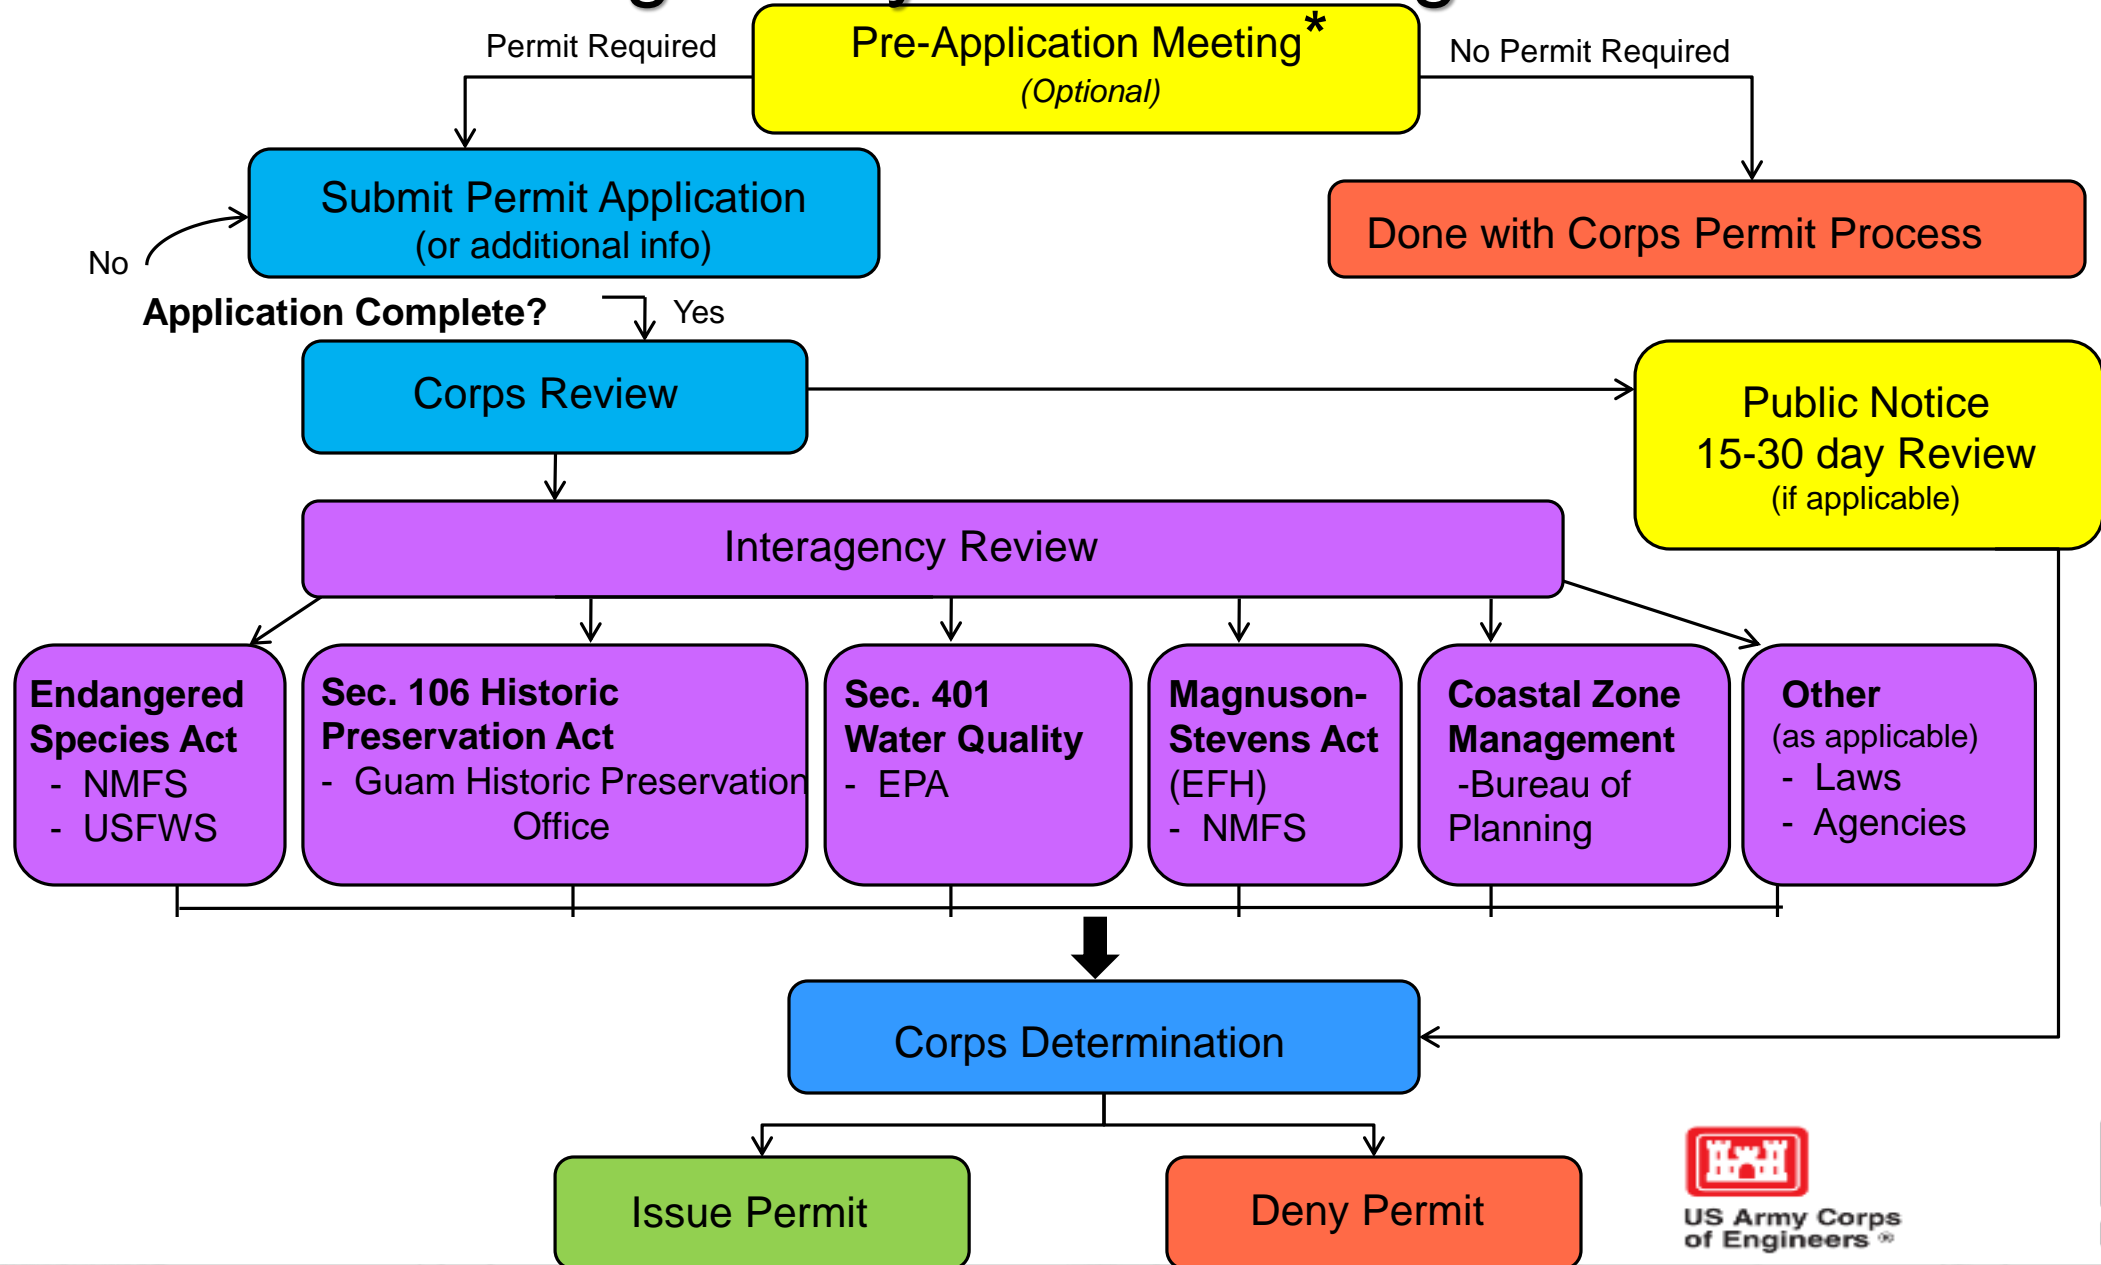 Pre-Application Meeting*
(Optional)
Permit Required
No Permit Required
Submit Permit Application
(or additional info)
Done with Corps Permit Process
No
Application Complete?
Yes
Corps Review
Public Notice
15-30 day Review
(if applicable)
Interagency Review
Endangered
Species Act
- NMFS
- USFWS
Sec. 106 Historic
Preservation Act
- Guam Historic Preservation
Office
Sec. 401
Water Quality
- EPA
Magnuson-
Stevens Act
(EFH)
- NMFS
Coastal Zone
Management
-Bureau of
Planning
Other
(as applicable)
- Laws
- Agencies
Corps Determination
Issue Permit
Deny Permit
US Army Corps
of Engineers ®